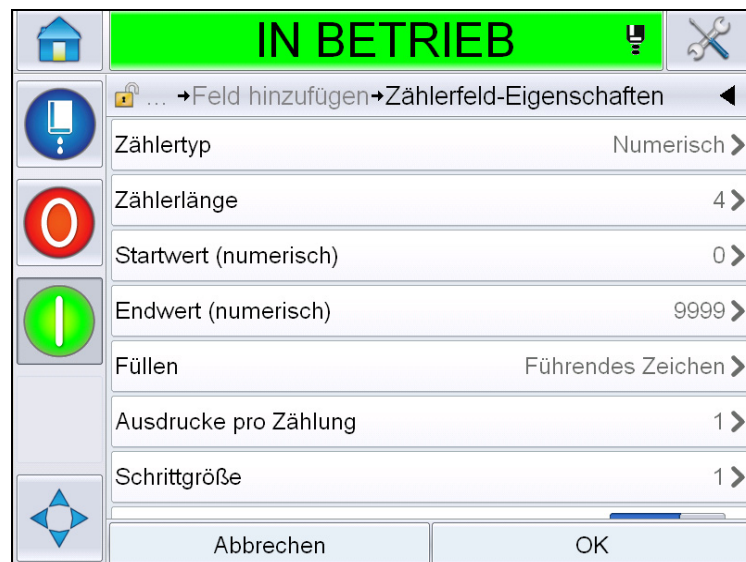 IN BETRIEB
... →Feld hinzufügen→Zählerfeld-Eigenschaften
Zählertyp Numerisch
Zählerlänge 4
Startwert (numerisch) 0
Endwert (numerisch) 9999
Füllen Führendes Zeichen
Ausdrucke pro Zählung 1
Schrittgröße 1
Abbrechen OK